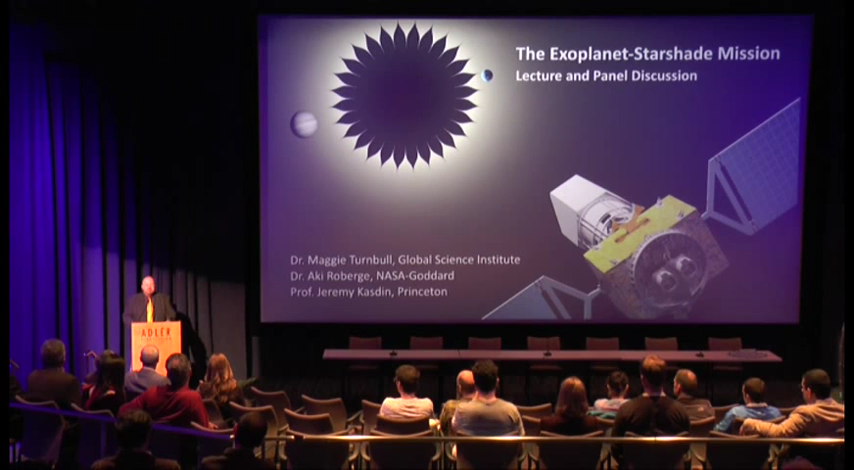 The Exoplanet-Starshade Mission
Lecture and Panel Discussion
Dr. Maggie Turnbull, Global Science Institute
Dr. Aki Roberge, NASA-Goddard
Prof. Jeremy Kasdin, Princeton
ADLER